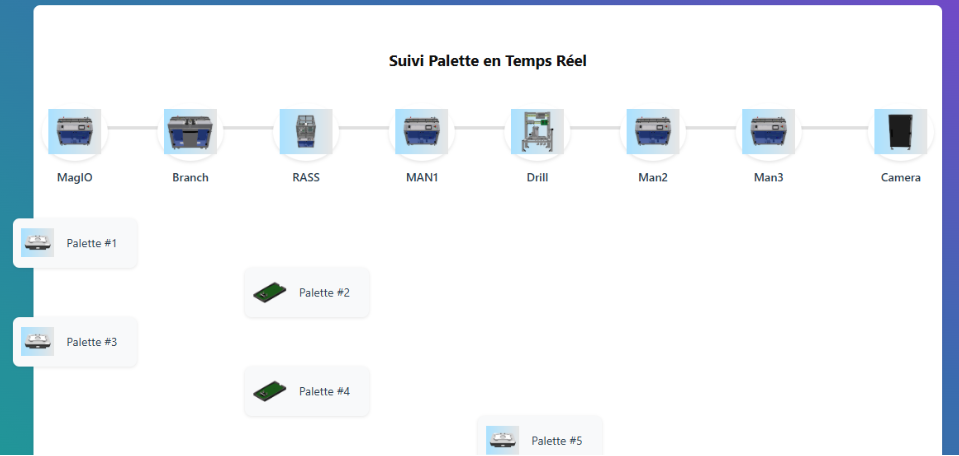 Suivi Palette en Temps Réel
MagIO
Branch
RASS
MAN1
Drill
Man2
Man3
Camera
Palette #1
Palette #2
Palette #3
Palette #4
Palette #5